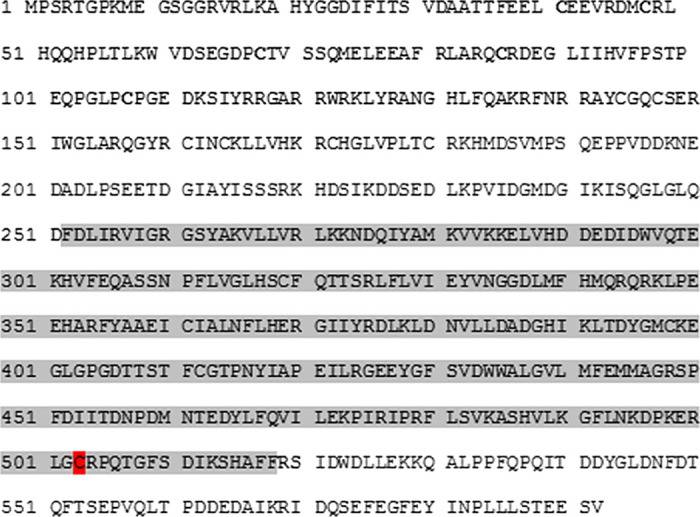 1 MPSRTGPKME GSGGRVRLKA HYGGDIFITS VDAATTFEEL CEEVRDMCRL
51 HQQHPLTLKW VDSEGDPCTV SSQMELEEAF RLARQCRDEG LIIHVFPSTP
101 EQPGLPCPGE DKSIYRRGAR RWRKLYRANG HLFQAKRFNR RAYCGQCSER
151 IWGLARQGYR CINCKLLVHK RCHGLVPLTC RKHMDSVMPS QEPPVDDKNE
201 DADLPSEETD GIAYISSSRK HDSIKDDSED LKPVIDGMDG IKISQGLGLQ
251 DFDLIRVIGR GSYAKVLLVR LKKNDQIYAM KVVKKELVHD DEDIDWVQTE
301 KHVFEQASSN PFLVGLHSCF QTTSRLFLVI EYVNGGDLMF HMQRQRKLPE
351 EHARFYAAEI CIALNFLHER GIIYRDLKLD NVLLDADGHI KLTDYGMCKE
401 GLGPGDTTST FCGTPNYIAP EILRGEEYGF SVDWWALGVL MFEMMAGRSP
451 FDIITDNPDM NTEDYLFQVI LEKPIRIPRF LSVKASHVLK GFLNKDPKER
501 LGCRPQTGFS DIKSHAFFRS IDWDLLEKKQ ALPPFQPQIT DDYGLDNFDT
551 QFTSEPVQLT PDDEDAIKRI DQSEFEGFEY INPLLLSTEE SV